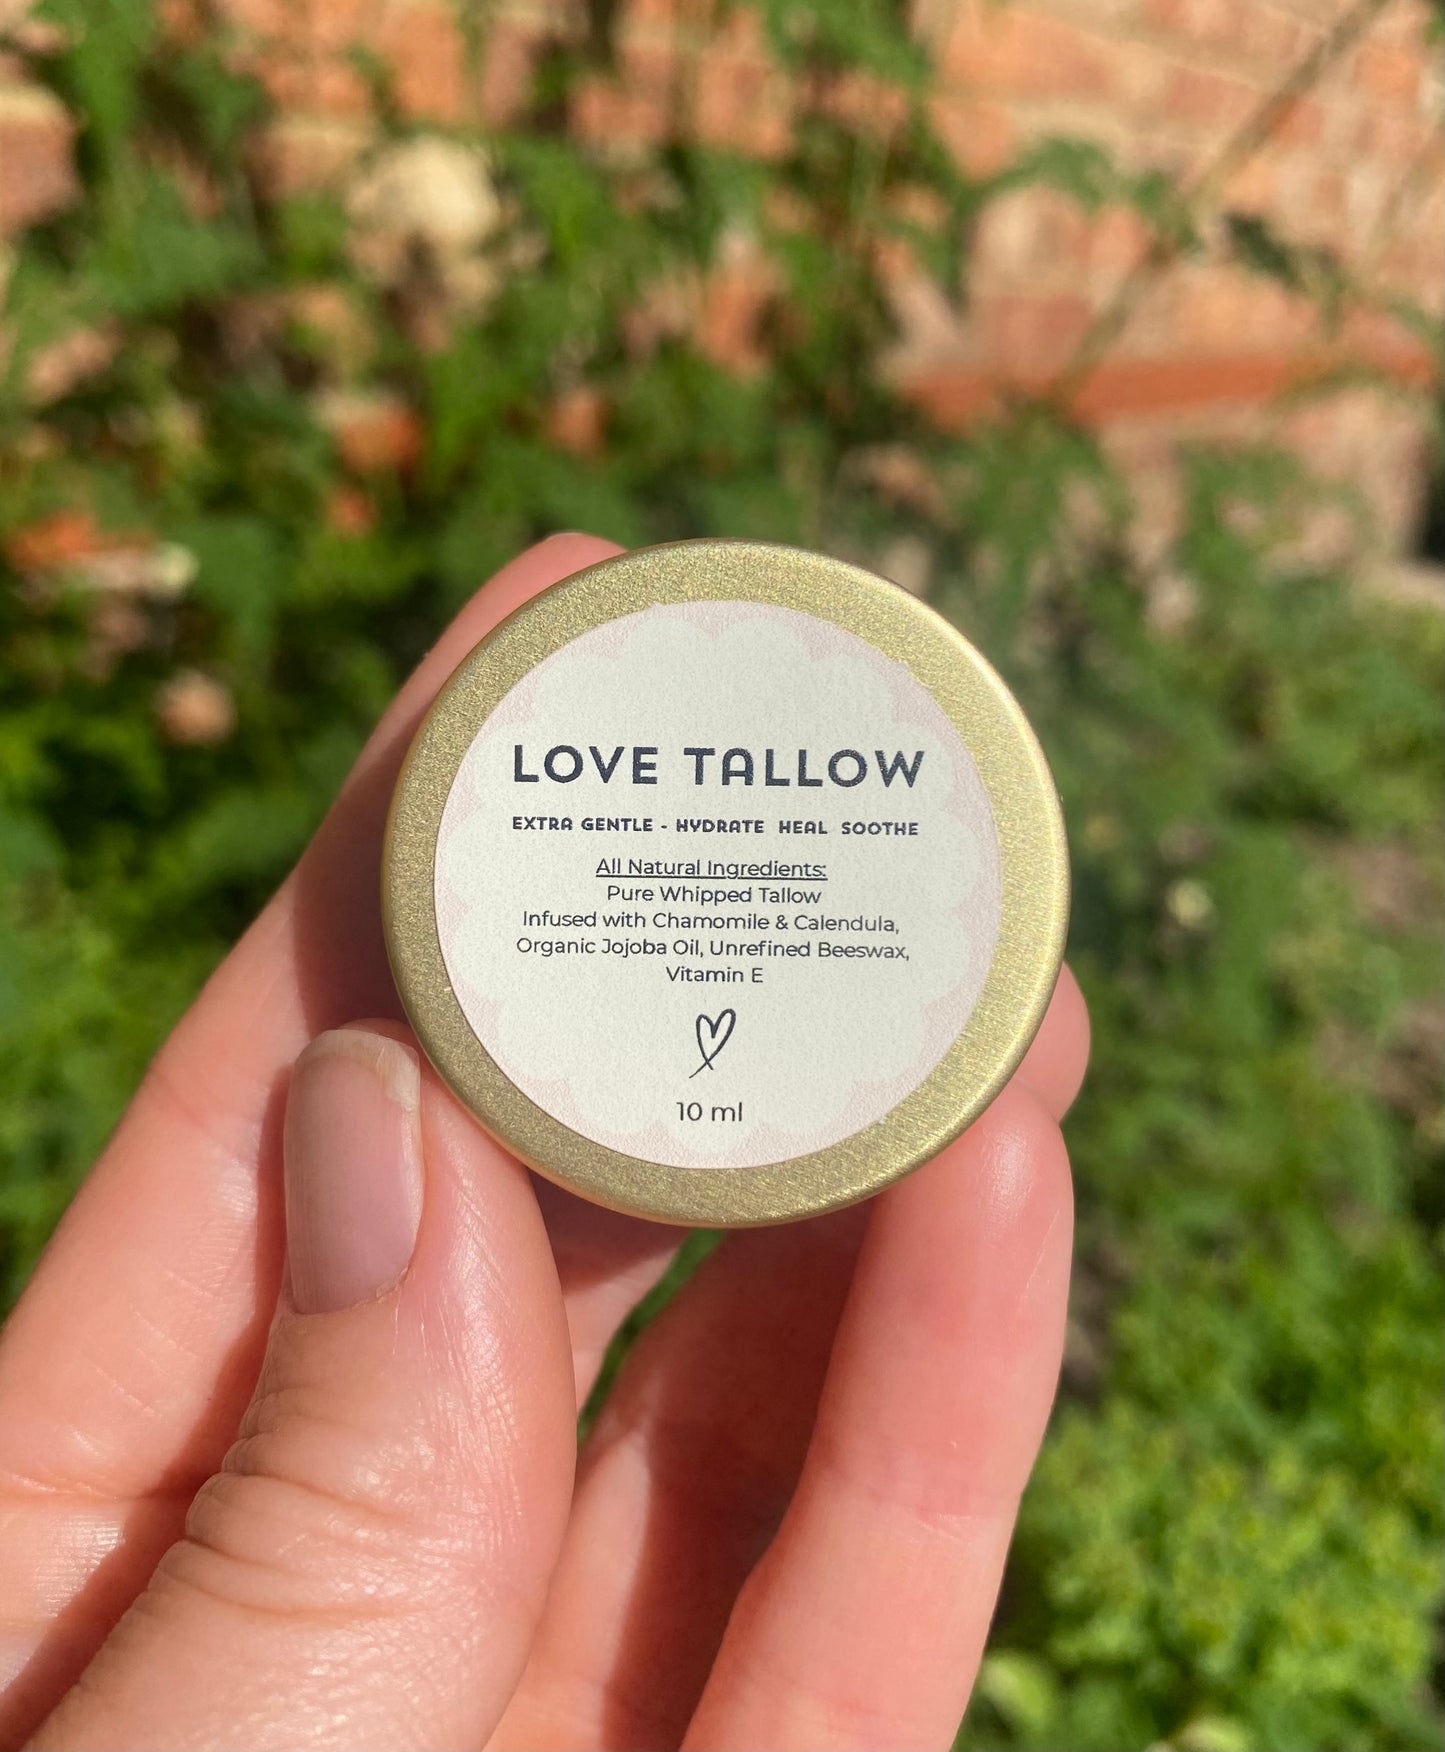 LOVE TALLOW
EXTRA GENTLE - HYDRATE HEAL SOOTHE
All Natural Ingredients:
Pure Whipped Tallow
Infused with Chamomile & Calendula,
Organic Jojoba Oil, Unrefined Beeswax,
Vitamin E
10 ml